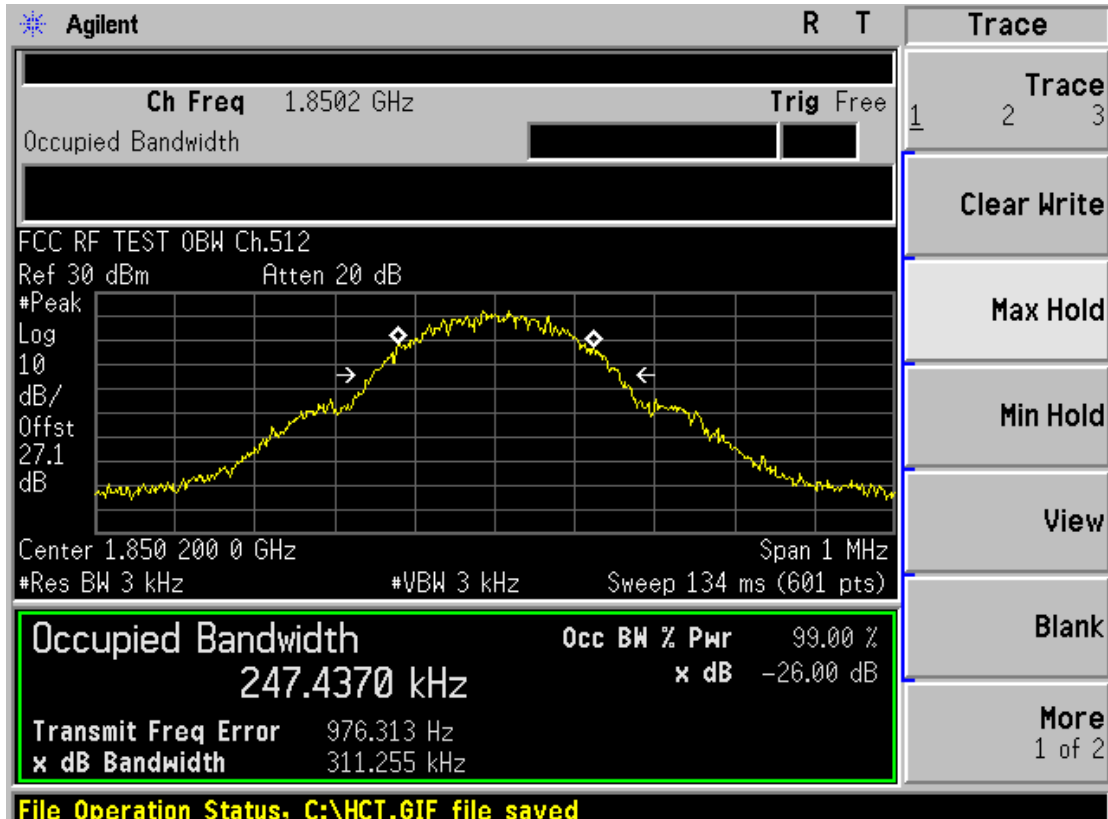 Agilent R T Trace
Ch Freq 1.8502 GHz Trig Free
Occupied Bandwidth
Trace
1 2 3
Clear Write
Max Hold
Min Hold
View
Blank
More
1 of 2
FCC RF TEST OBW Ch.512
Ref 30 dBm Atten 20 dB
#Peak
Log
10
dB/
Offst
27.1
dB
Center 1.850 200 0 GHz Span 1 MHz
#Res BW 3 kHz #VBW 3 kHz Sweep 134 ms (601 pts)
Occupied Bandwidth Occ BW % Pwr 99.00 %
247.4370 kHz x dB -26.00 dB
Transmit Freq Error 976.313 Hz
x dB Bandwidth 311.255 kHz
File Operation Status, C:\HCT.GIF file saved